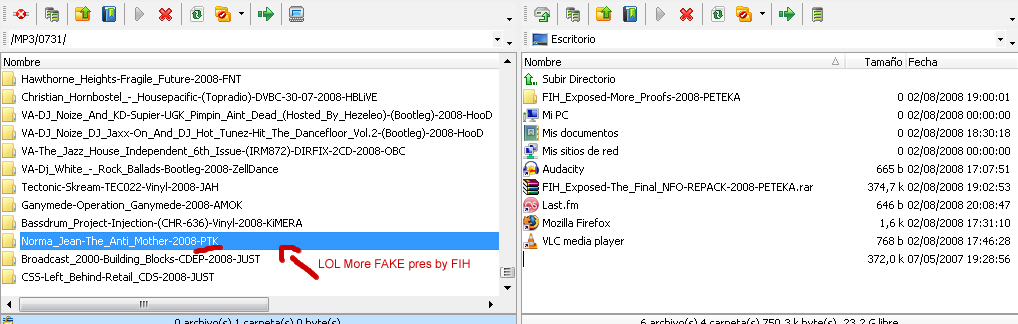 /MP3/0731/
Escritorio
Nombre
Nombre Tamaño Fecha
Hawthorne_Heights-Fragile_Future-2008-FNT
Christian_Hornbostel_-_Housepacific-(Topradio)-DVBC-30-07-2008-HBLiVE
VA-DJ_Noize_And_KD-Supier-UGK_Pimpin_Aint_Dead_(Hosted_By_Hezeleo)-(Bootleg)-2008-HooD
VA-DJ_Noize_DJ_Jaxx-On_And_DJ_Hot_Tunez-Hit_The_Dancefloor_Vol.2-(Bootleg)-2008-HooD
VA-The_Jazz_House_Independent_6th_Issue-(IRM872)-DIRFIX-2CD-2008-OBC
VA-Dj_White_-_Rock_Ballads-Bootleg-2008-ZellDance
Tectonic-Skream-TEC022-Vinyl-2008-JAH
Ganymede-Operation_Ganymede-2008-AMOK
Bassdrum_Project-Injection-(CHR-636)-Vinyl-2008-KiMERA
Norma_Jean-The_Anti_Mother-2008-PTK
Broadcast_2000-Building_Blocks-CDEP-2008-JUST
CSS-Left_Behind-Retail_CDS-2008-JUST
LOL More FAKE pres by FIH
Subir Directorio
FIH_Exposed-More_Proofs-2008-PETEKA 0 02/08/2008 19:00:01
Mi PC 0 02/08/2008 00:00:00
Mis documentos 0 02/08/2008 18:30:18
Mis sitios de red 0 02/08/2008 00:00:00
Audacity 665 b 02/08/2008 17:07:51
FIH_Exposed-The_Final_NFO-REPACK-2008-PETEKA.rar 374,7 k 02/08/2008 19:02:53
Last.fm 646 b 02/08/2008 20:08:47
Mozilla Firefox 1,6 k 02/08/2008 17:31:10
VLC media player 768 b 02/08/2008 17:46:28
372,0 k 07/05/2007 19:28:56
0 archivo(s) 1 carpeta(s) 0 byte(s)
6 archivo(s) 4 carpeta(s) 750,3 k byte(s), 23,2 G libre